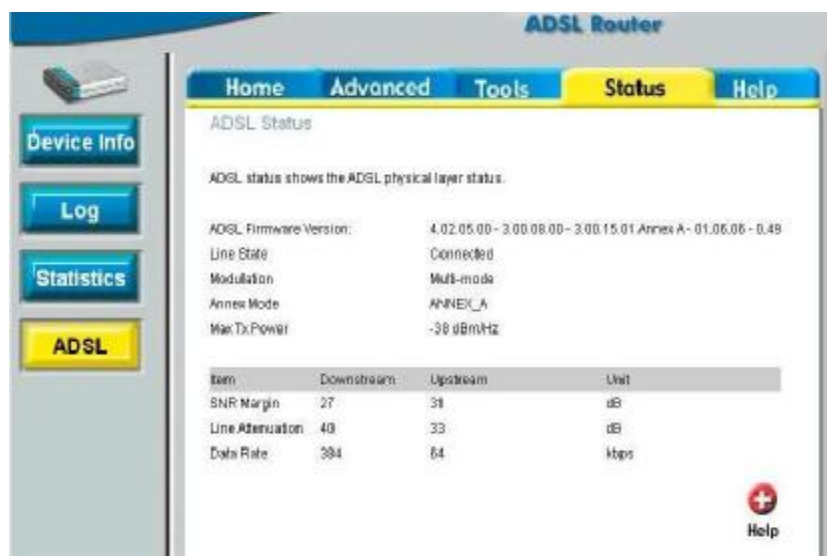 ADSL Router
Home Advanced Tools Status Help
Device Info
Log
Statistics
ADSL
ADSL Status
ADSL status shows the ADSL physical layer status.
ADSL Firmware Version: 4.02.05.00 - 3.00.08.00 - 3.00.15.01 Annex A - 01.06.06 - 0.49
Line State Connected
Modulation Multi-mode
Annex Mode ANNEX_A
Max Tx Power -38 dBm/Hz
Item Downstream Upstream Unit
SNR Margin 27 31 dB
Line Attenuation 40 33 dB
Data Rate 384 64 kbps
Help